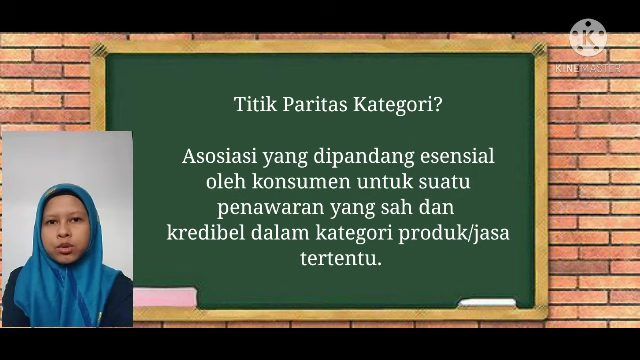 Titik Paritas Kategori?
Asosiasi yang dipandang esensial
oleh konsumen untuk suatu
penawaran yang sah dan
kredibel dalam kategori produk/jasa
tertentu.
KINEMASTER